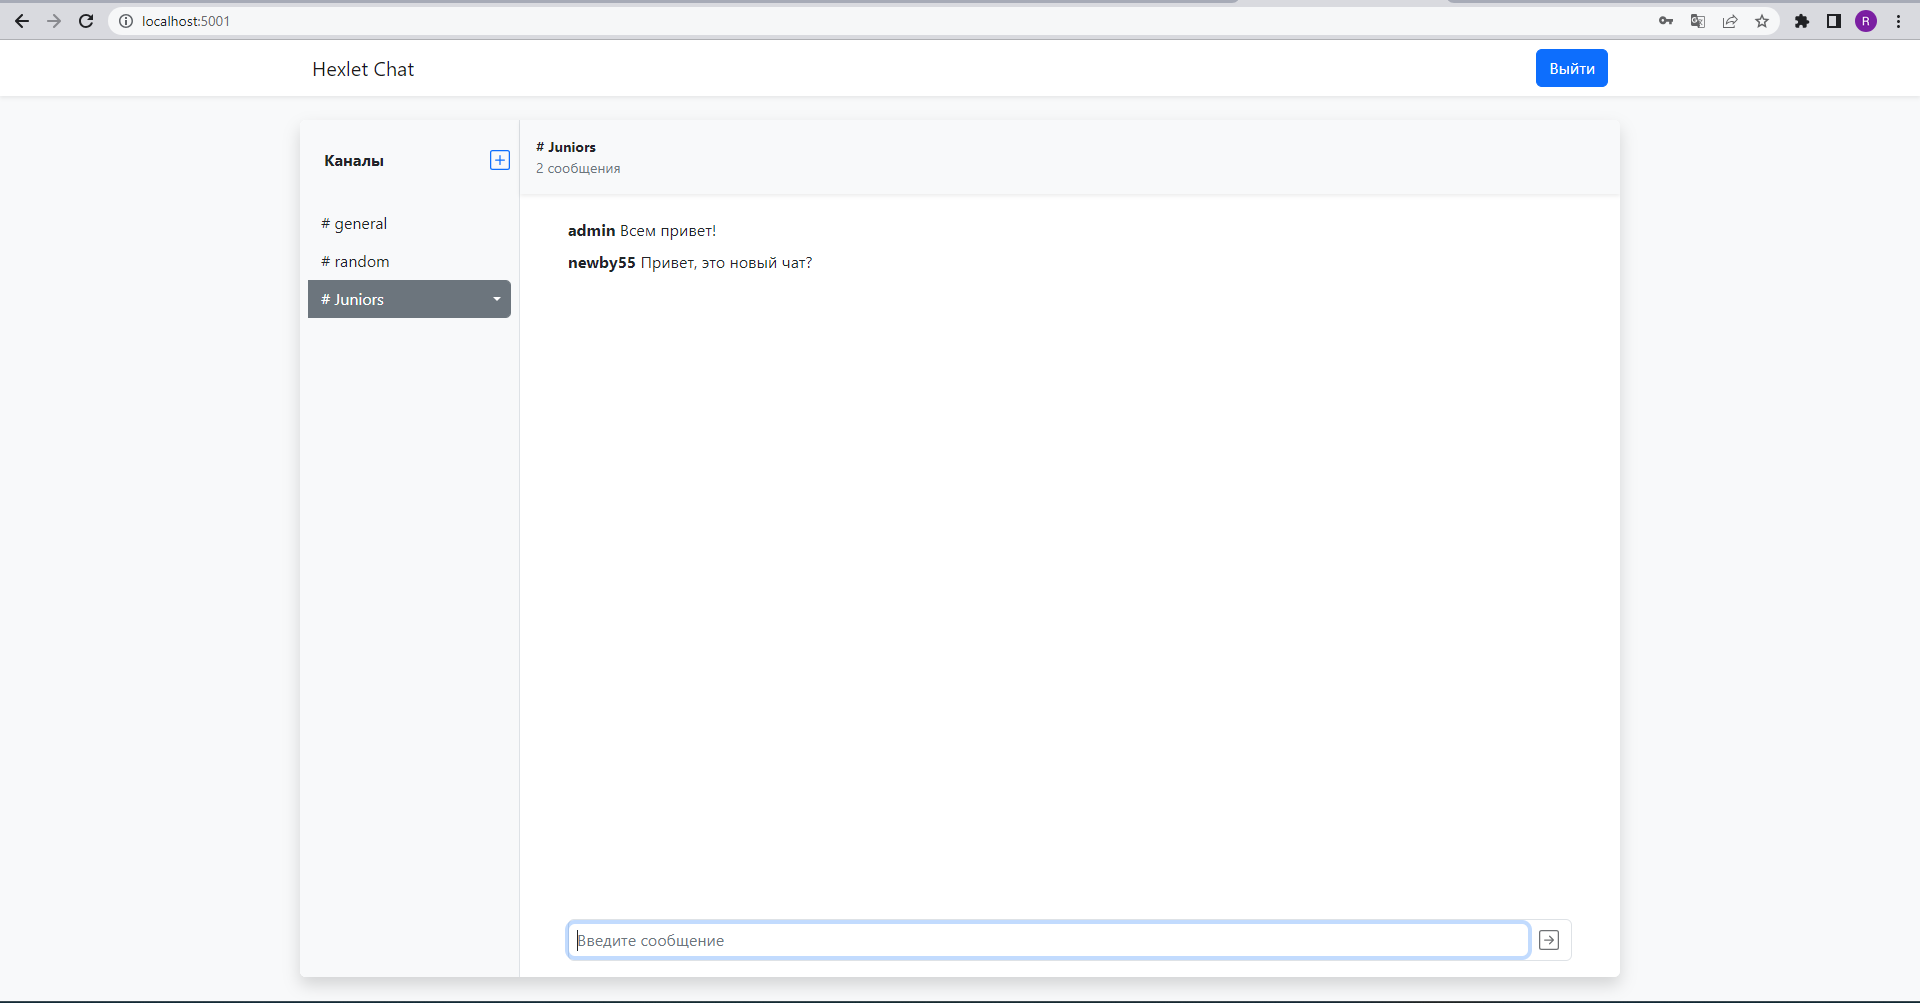 localhost:5001
R
Hexlet Chat
Выйти
Каналы
# general
# random
# Juniors
# Juniors
2 сообщения
admin Всем привет!
newby55 Привет, это новый чат?
Введите сообщение